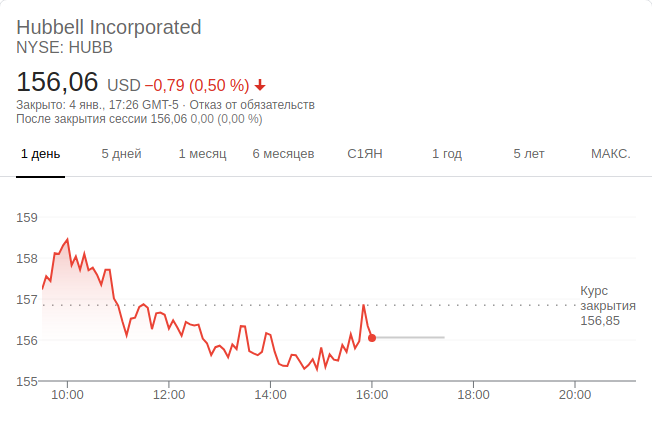 Hubbell Incorporated
NYSE: HUBB
156,06 USD −0,79 (0,50 %)
Закрыто: 4 янв., 17:26 GMT-5 · Отказ от обязательств
После закрытия сессии 156,06 0,00 (0,00 %)
1 день 5 дней 1 месяц 6 месяцев С1ЯН 1 год 5 лет МАКС.
159
158
157
156
155
Курс
закрытия
156,85
10:00 12:00 14:00 16:00 18:00 20:00